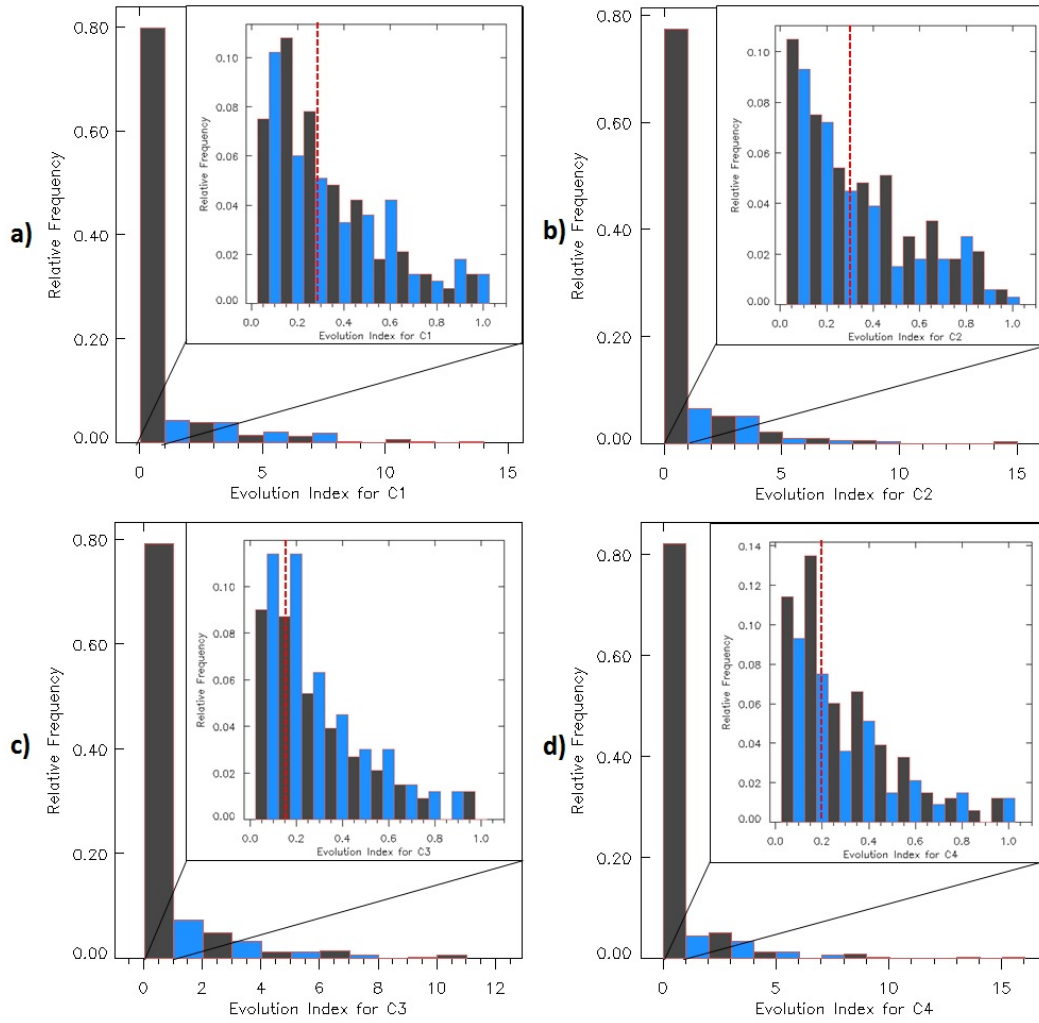 a)
Relative Frequency
0.80
0.60
0.40
0.20
0.00
0 5 10 15
Evolution Index for C1
Relative Frequency
0.10
0.08
0.06
0.04
0.02
0.00
0.0 0.2 0.4 0.6 0.8 1.0
Evolution Index for C1
b)
Relative Frequency
0.80
0.60
0.40
0.20
0.00
0 5 10 15
Evolution Index for C2
Relative Frequency
0.10
0.08
0.06
0.04
0.02
0.00
0.0 0.2 0.4 0.6 0.8 1.0
Evolution Index for C2
c)
Relative Frequency
0.80
0.60
0.40
0.20
0.00
0 2 4 6 8 10 12
Evolution Index for C3
Relative Frequency
0.10
0.08
0.06
0.04
0.02
0.00
0.0 0.2 0.4 0.6 0.8 1.0
Evolution Index for C3
d)
Relative Frequency
0.80
0.60
0.40
0.20
0.00
0 5 10 15
Evolution Index for C4
Relative Frequency
0.14
0.12
0.10
0.08
0.06
0.04
0.02
0.00
0.0 0.2 0.4 0.6 0.8 1.0
Evolution Index for C4